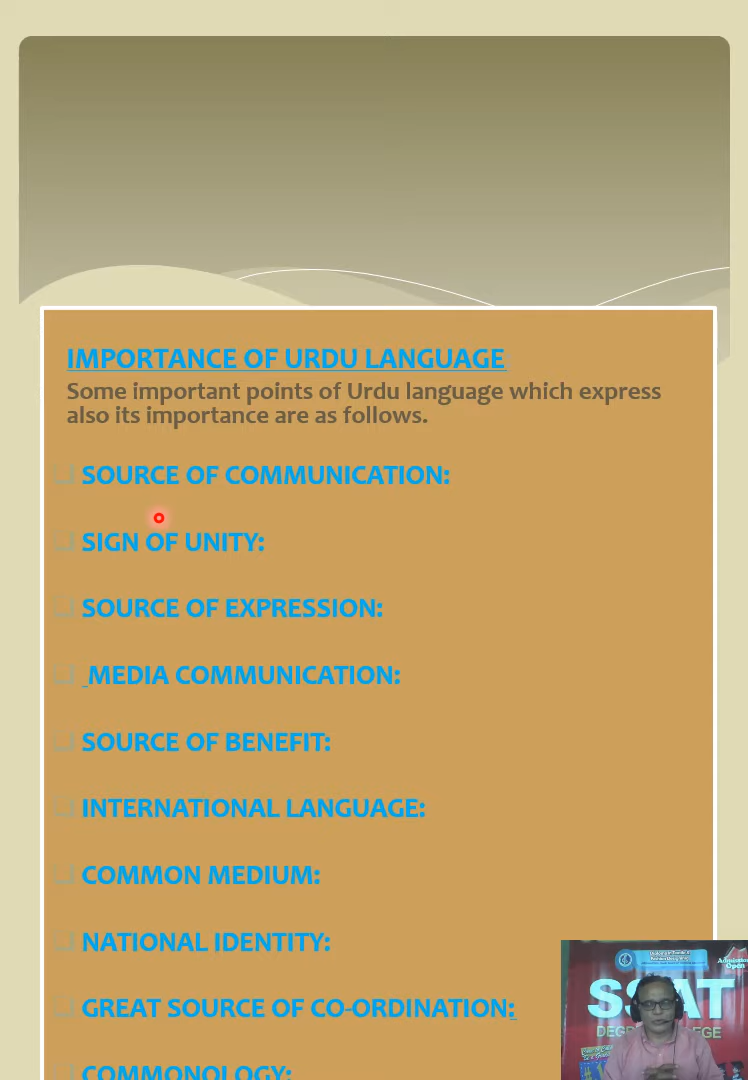 IMPORTANCE OF URDU LANGUAGE
Some important points of Urdu language which express
also its importance are as follows.
SOURCE OF COMMUNICATION:
SIGN OF UNITY:
SOURCE OF EXPRESSION:
MEDIA COMMUNICATION:
SOURCE OF BENEFIT:
INTERNATIONAL LANGUAGE:
COMMON MEDIUM:
NATIONAL IDENTITY:
GREAT SOURCE OF CO-ORDINATION:
COMMONOLOGY:
Admission
Open